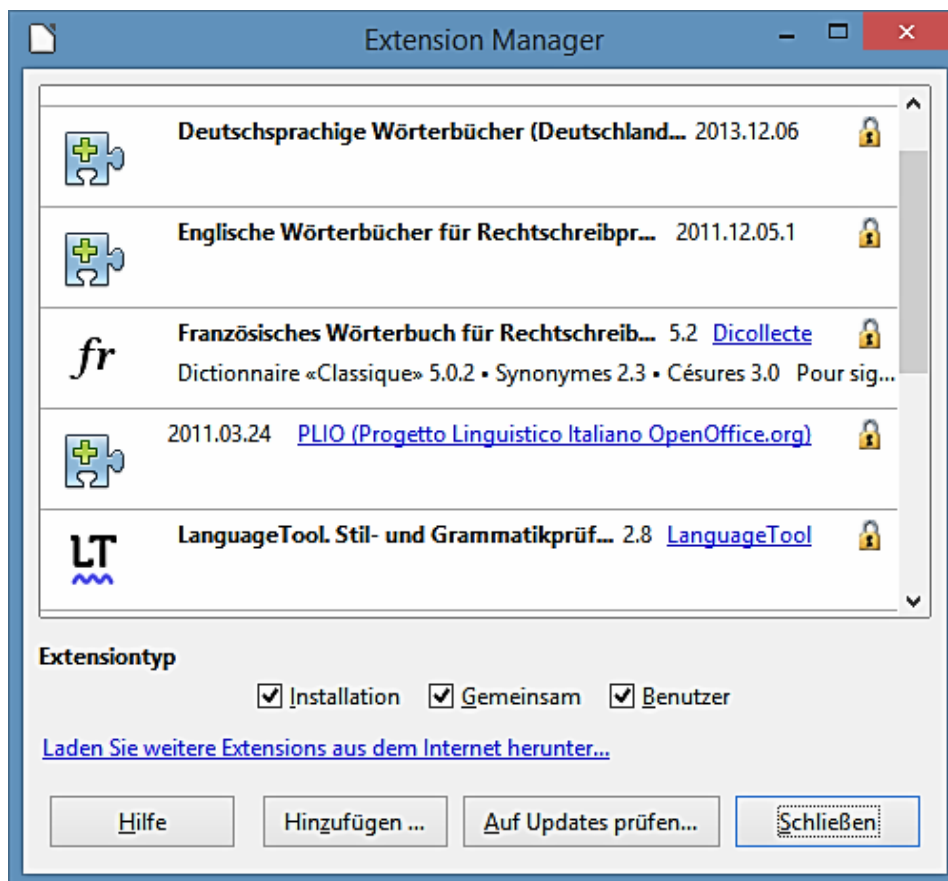 Extension Manager
Deutschsprachige Wörterbücher (Deutschland... 2013.12.06
Englische Wörterbücher für Rechtschreibpr... 2011.12.05.1
fr
Französisches Wörterbuch für Rechtschreib... 5.2 Dicollecte
Dictionnaire «Classique» 5.0.2 • Synonymes 2.3 • Césures 3.0 Pour sig...
2011.03.24 PLIO (Progetto Linguistico Italiano OpenOffice.org)
LT
LanguageTool. Stil- und Grammatikprüf... 2.8 LanguageTool
Extensiontyp
Installation Gemeinsam Benutzer
Laden Sie weitere Extensions aus dem Internet herunter...
Hilfe Hinzufügen ... Auf Updates prüfen... Schließen